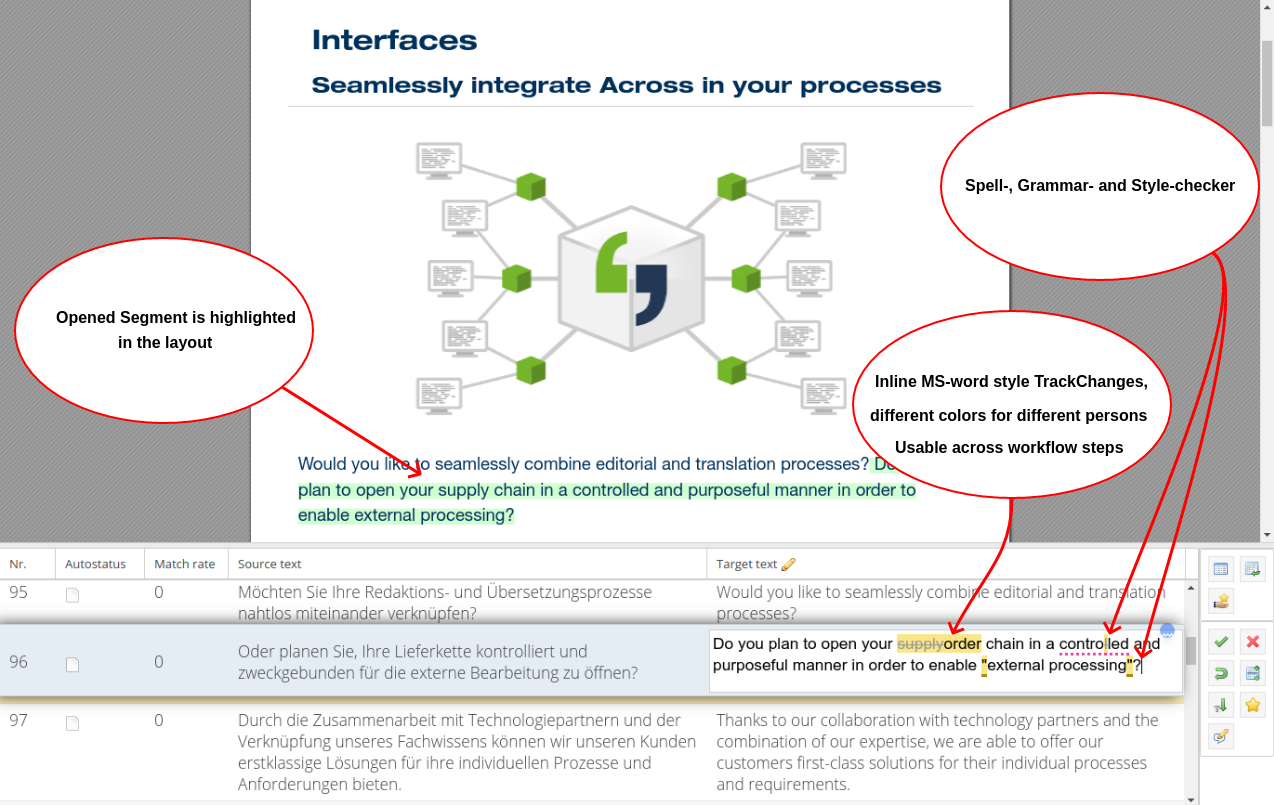 Interfaces
Seamlessly integrate Across in your processes
Spell-, Grammar- and Style-checker
Opened Segment is highlighted
in the layout
Inline MS-word style TrackChanges,
different colors for different persons
Usable across workflow steps
Would you like to seamlessly combine editorial and translation processes? Do
plan to open your supply chain in a controlled and purposeful manner in order to
enable external processing?
Nr. Autostatus Match rate Source text Target text
95 0 Möchten Sie Ihre Redaktions- und Übersetzungsprozesse
nahtlos miteinander verknüpfen?
Would you like to seamlessly combine editorial and translation
processes?
96 0 Oder planen Sie, Ihre Lieferkette kontrolliert und
zweckgebunden für die externe Bearbeitung zu öffnen?
Do you plan to open your supplyorder chain in a controlled and
purposeful manner in order to enable "external processing"?
97 0 Durch die Zusammenarbeit mit Technologiepartnern und der
Verknüpfung unseres Fachwissens können wir unseren Kunden
erstklassige Lösungen für ihre individuellen Prozesse und
Anforderungen bieten.
Thanks to our collaboration with technology partners and the
combination of our expertise, we are able to offer our
customers first-class solutions for their individual processes
and requirements.